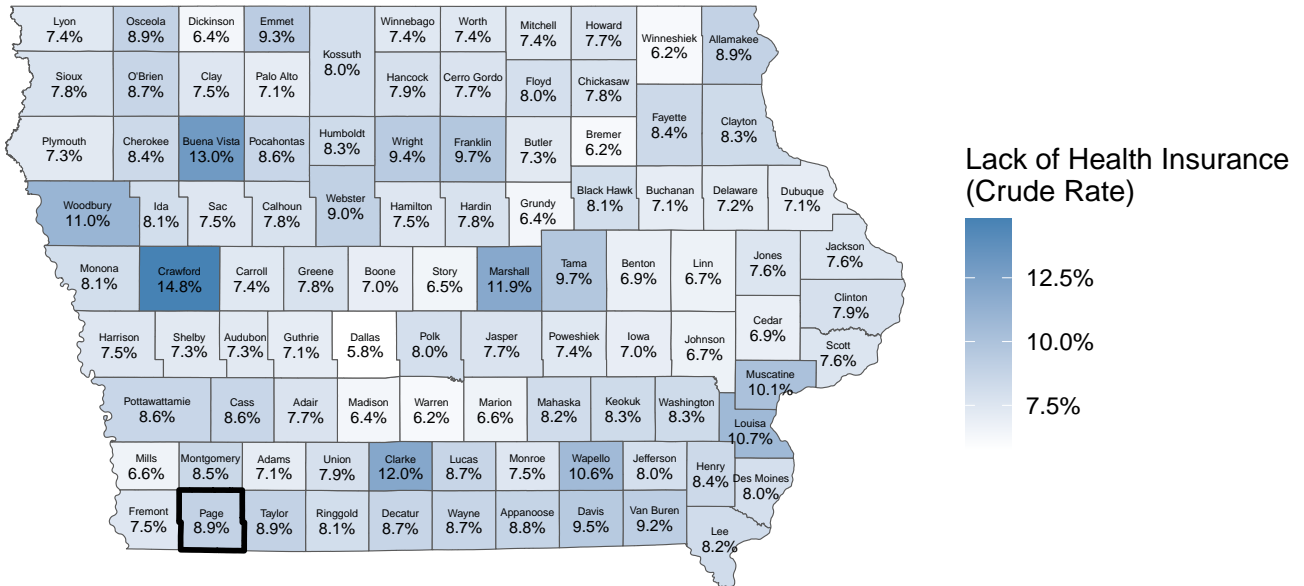 Lyon
7.4%
Osceola
8.9%
Dickinson
6.4%
Emmet
9.3%
Kossuth
8.0%
Winnebago
7.4%
Worth
7.4%
Mitchell
7.4%
Howard
7.7%
Winneshiek
6.2%
Allamakee
8.9%
Sioux
7.8%
O'Brien
8.7%
Clay
7.5%
Palo Alto
7.1%
Hancock
7.9%
Cerro Gordo
7.7%
Floyd
8.0%
Chickasaw
7.8%
Fayette
8.4%
Clayton
8.3%
Plymouth
7.3%
Cherokee
8.4%
Buena Vista
13.0%
Pocahontas
8.6%
Humboldt
8.3%
Wright
9.4%
Franklin
9.7%
Butler
7.3%
Bremer
6.2%
Woodbury
11.0%
Ida
8.1%
Sac
7.5%
Calhoun
7.8%
Webster
9.0%
Hamilton
7.5%
Hardin
7.8%
Grundy
6.4%
Black Hawk
8.1%
Buchanan
7.1%
Delaware
7.2%
Dubuque
7.1%
Monona
8.1%
Crawford
14.8%
Carroll
7.4%
Greene
7.8%
Boone
7.0%
Story
6.5%
Marshall
11.9%
Tama
9.7%
Benton
6.9%
Linn
6.7%
Jones
7.6%
Jackson
7.6%
Clinton
7.9%
Harrison
7.5%
Shelby
7.3%
Audubon
7.3%
Guthrie
7.1%
Dallas
5.8%
Polk
8.0%
Jasper
7.7%
Poweshiek
7.4%
Iowa
7.0%
Johnson
6.7%
Cedar
6.9%
Scott
7.6%
Muscatine
10.1%
Pottawattamie
8.6%
Cass
8.6%
Adair
7.7%
Madison
6.4%
Warren
6.2%
Marion
6.6%
Mahaska
8.2%
Keokuk
8.3%
Washington
8.3%
Louisa
10.7%
Mills
6.6%
Montgomery
8.5%
Adams
7.1%
Union
7.9%
Clarke
12.0%
Lucas
8.7%
Monroe
7.5%
Wapello
10.6%
Jefferson
8.0%
Henry
8.4%
Des Moines
8.0%
Fremont
7.5%
Page
8.9%
Taylor
8.9%
Ringgold
8.1%
Decatur
8.7%
Wayne
8.7%
Appanoose
8.8%
Davis
9.5%
Van Buren
9.2%
Lee
8.2%
Lack of Health Insurance
(Crude Rate)
12.5%
10.0%
7.5%